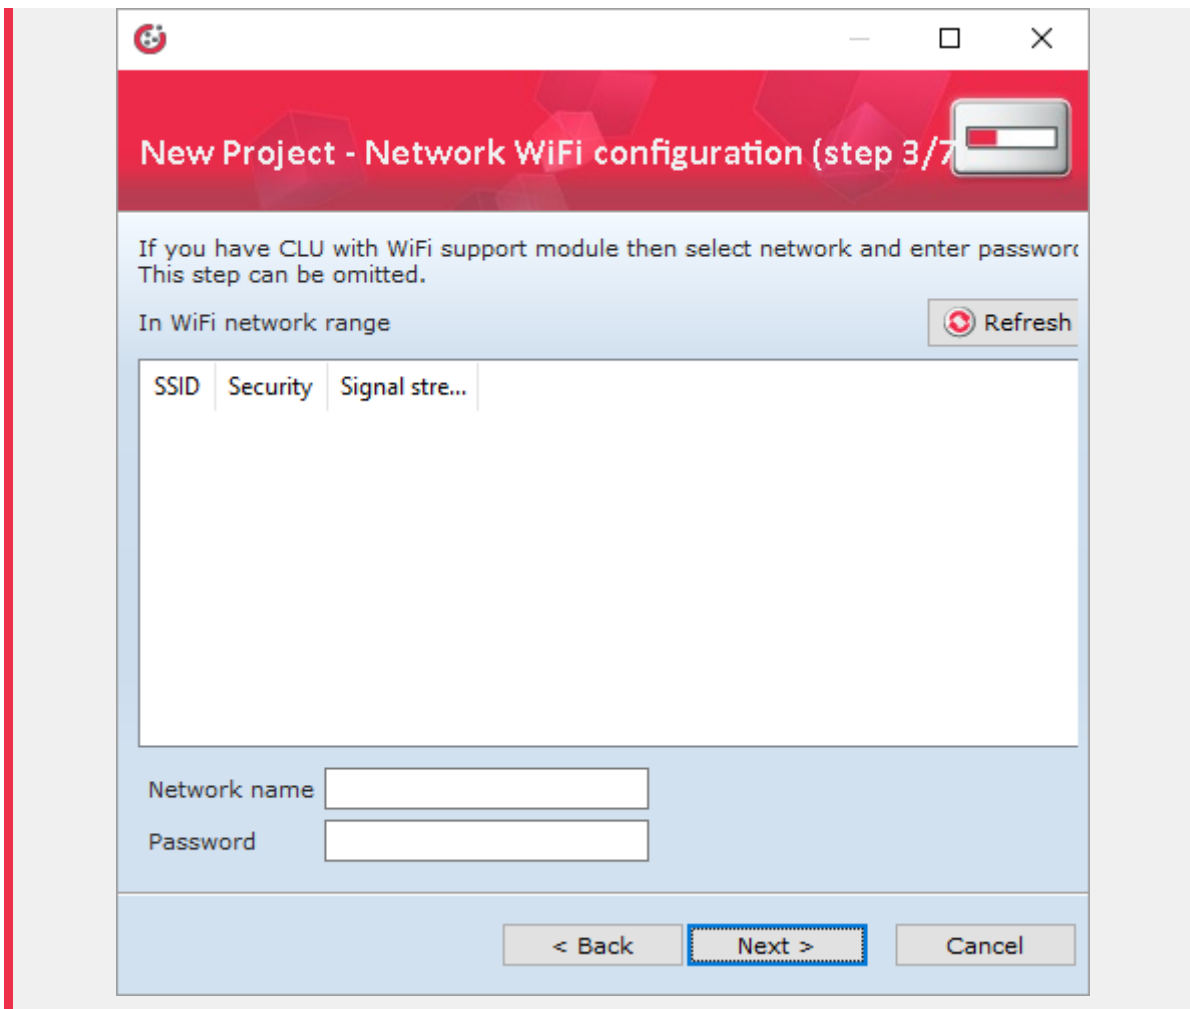 New Project - Network WiFi configuration (step 3/7
If you have CLU with WiFi support module then select network and enter password
This step can be omitted.
In WiFi network range
Refresh
SSID Security Signal stre...
Network name
Password
< Back Next > Cancel